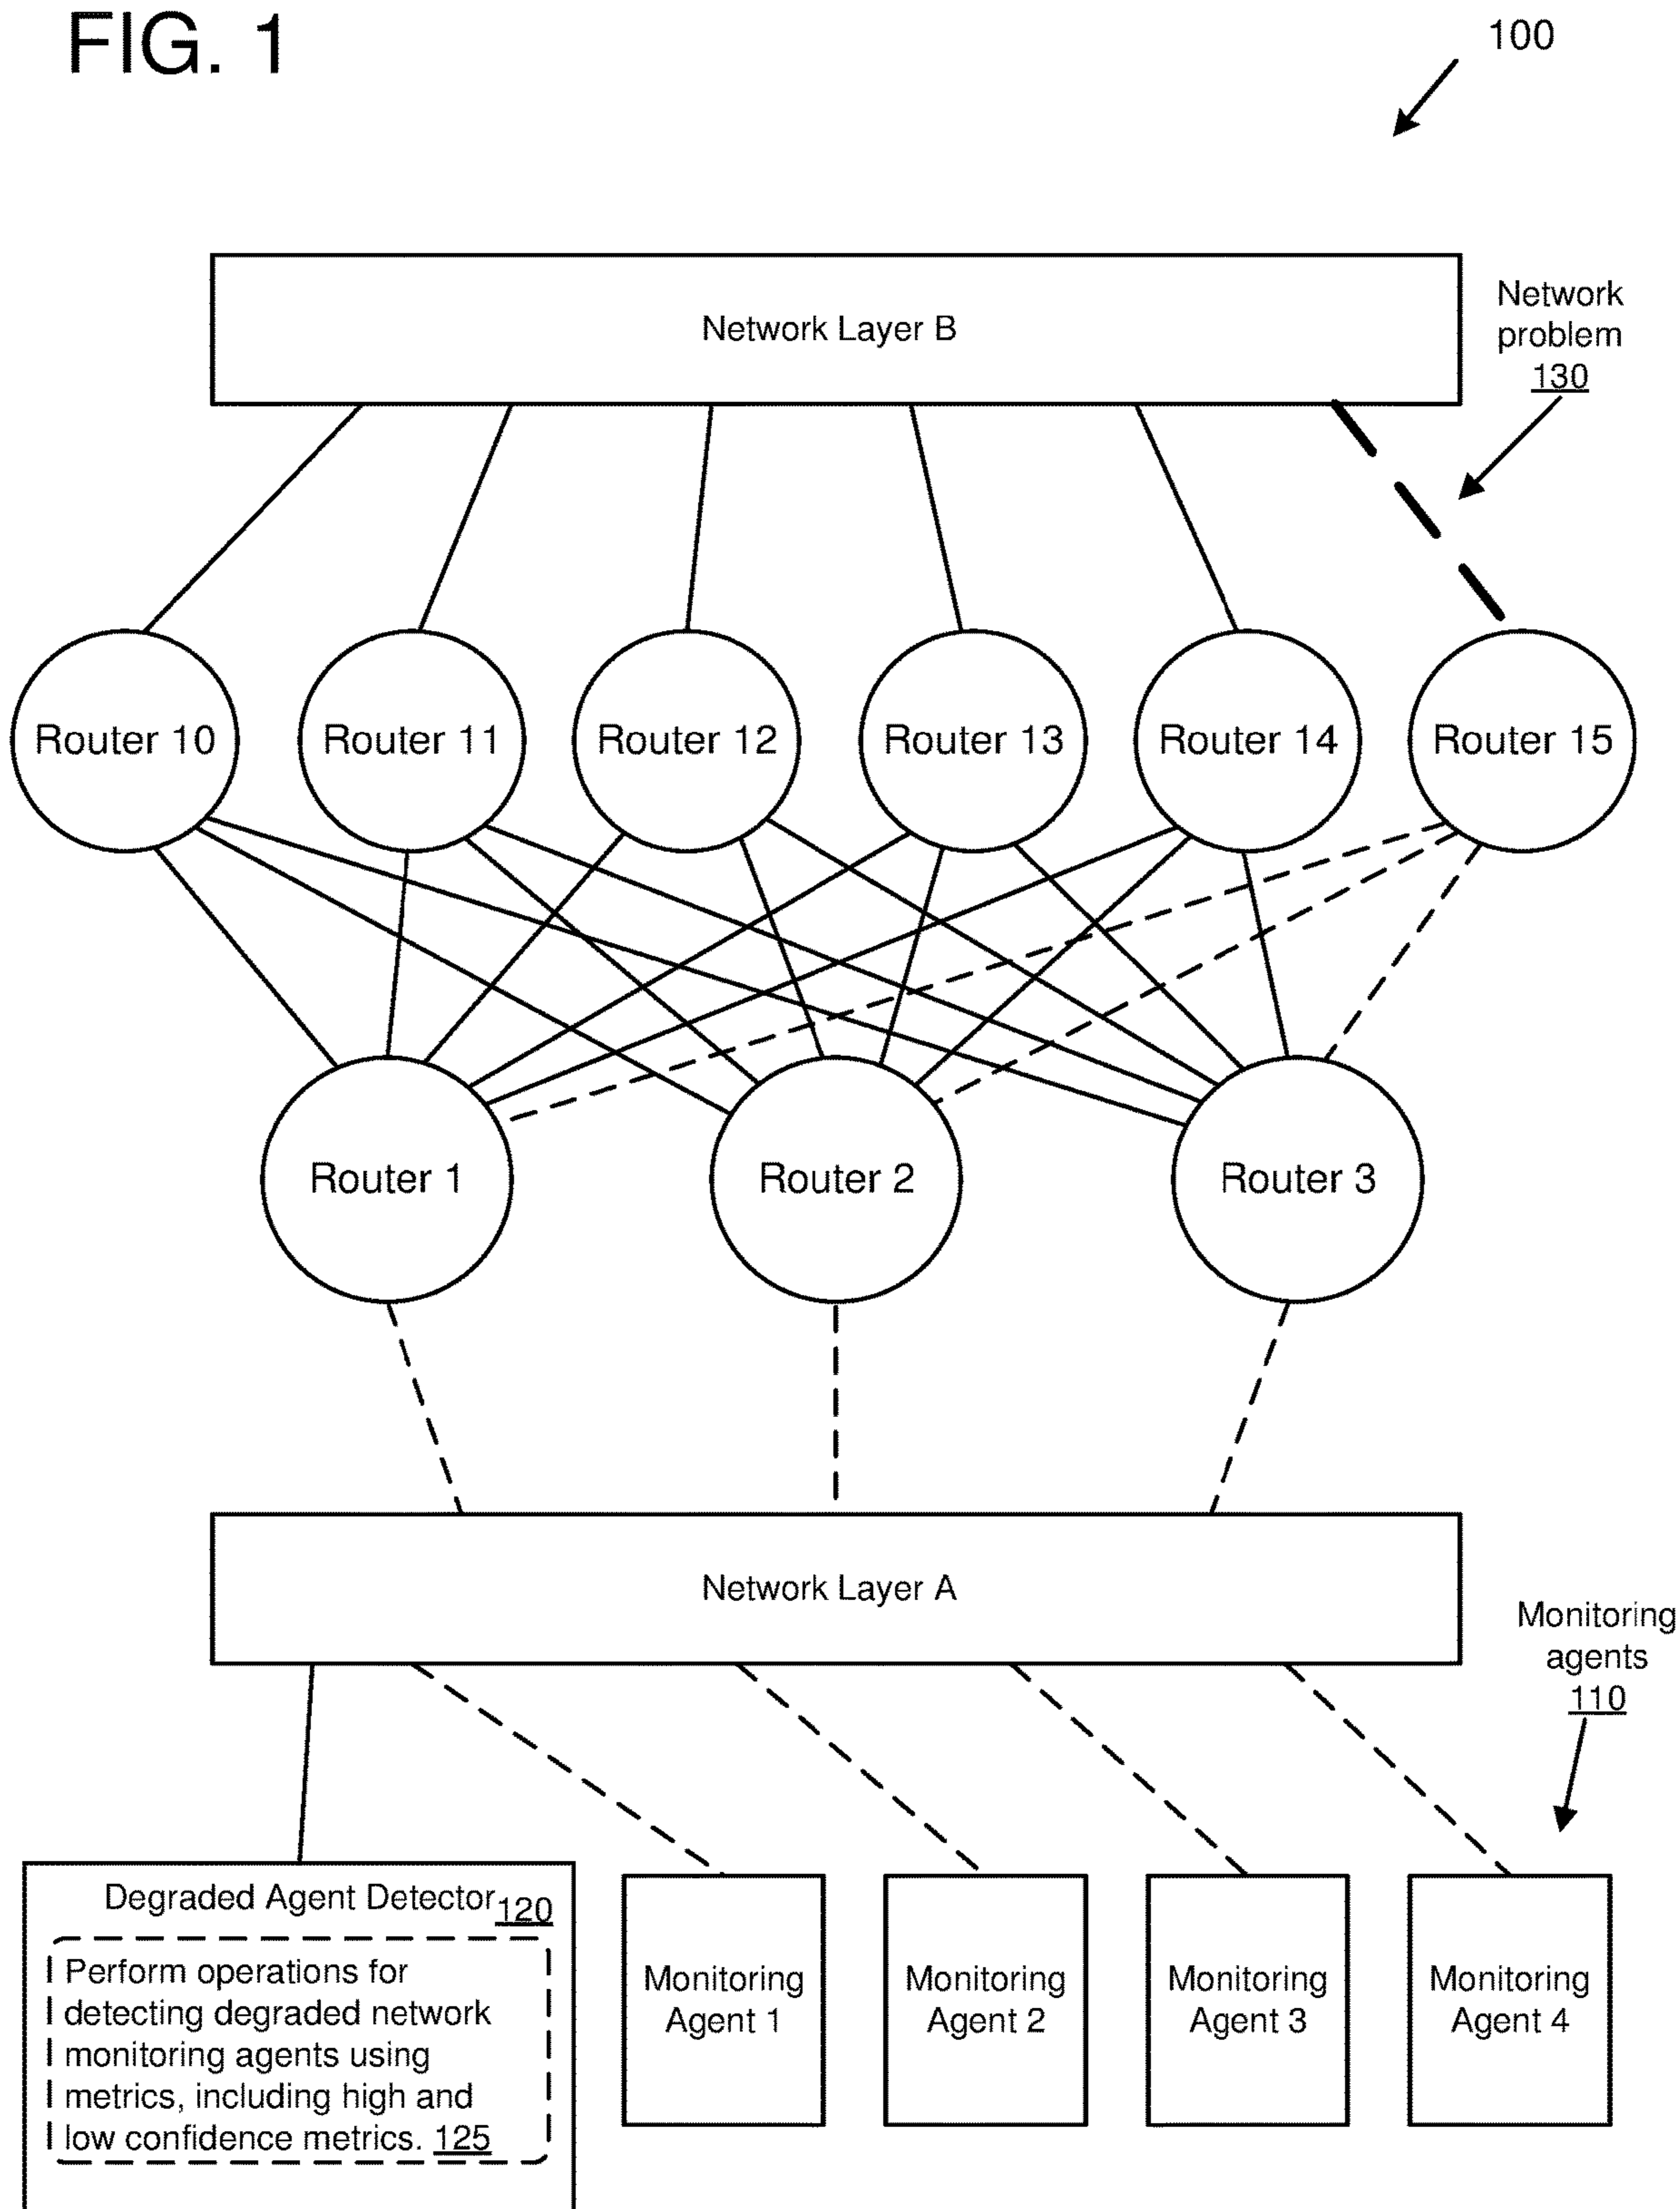 FIG. 1
100
Network Layer B
Network
problem
130
Router 10
Router 11
Router 12
Router 13
Router 14
Router 15
Router 1
Router 2
Router 3
Network Layer A
Monitoring
agents
110
Degraded Agent Detector 120
Perform operations for
detecting degraded network
monitoring agents using
metrics, including high and
low confidence metrics. 125
Monitoring
Agent 1
Monitoring
Agent 2
Monitoring
Agent 3
Monitoring
Agent 4